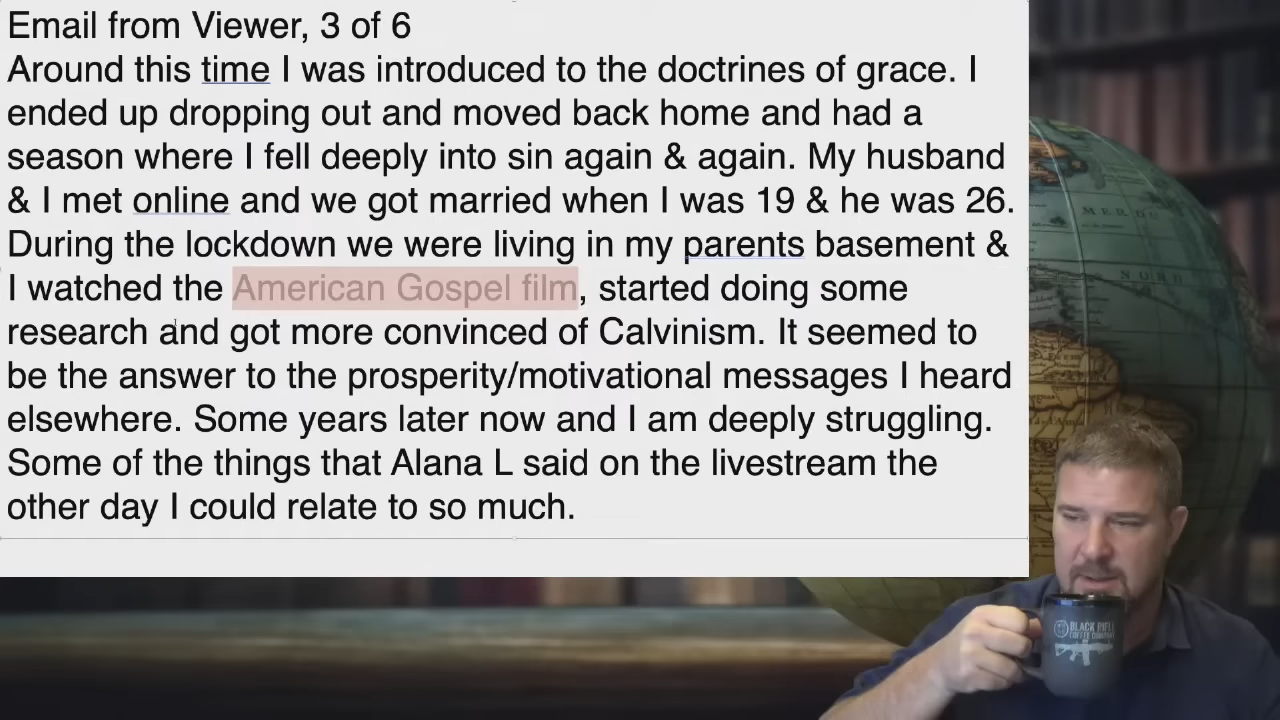 Email from Viewer, 3 of 6
Around this time I was introduced to the doctrines of grace. I
ended up dropping out and moved back home and had a
season where I fell deeply into sin again & again. My husband
& I met online and we got married when I was 19 & he was 26.
During the lockdown we were living in my parents basement &
I watched the American Gospel film, started doing some
research and got more convinced of Calvinism. It seemed to
be the answer to the prosperity/motivational messages I heard
elsewhere. Some years later now and I am deeply struggling.
Some of the things that Alana L said on the livestream the
other day I could relate to so much.
MER DU
NORD
BLACK RIFLE
COFFEE COMPANY